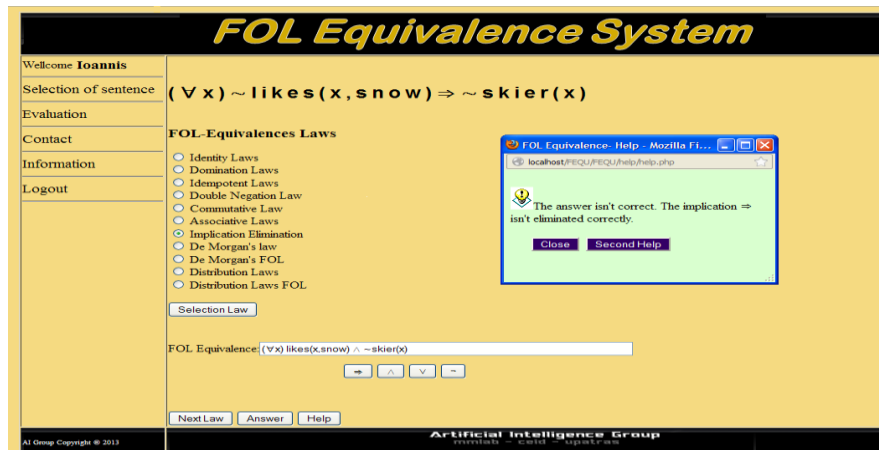 FOL Equivalence System
Wellcome Ioannis
Selection of sentence
Evaluation
Contact
Information
Logout
(∀x)~likes(x,snow)⇒~skier(x)
FOL-Equivalences Laws
Identity Laws
Domination Laws
Idempotent Laws
Double Negation Law
Commutative Law
Associative Laws
Implication Elimination
De Morgan's law
De Morgan's FOL
Distribution Laws
Distribution Laws FOL
Selection Law
FOL Equivalence: (∀x) likes(x,snow) ∧ ~skier(x)
⇒ ∧ ∨ ~
Next Law Answer Help
FOL Equivalence- Help - Mozilla Fi...
localhost/FEQU/FEQU/help/help.php
The answer isn't correct. The implication ⇒
isn't eliminated correctly.
Close Second Help
AI Group Copyright © 2013
Artificial Intelligence Group
mmlab - ceid - upatras